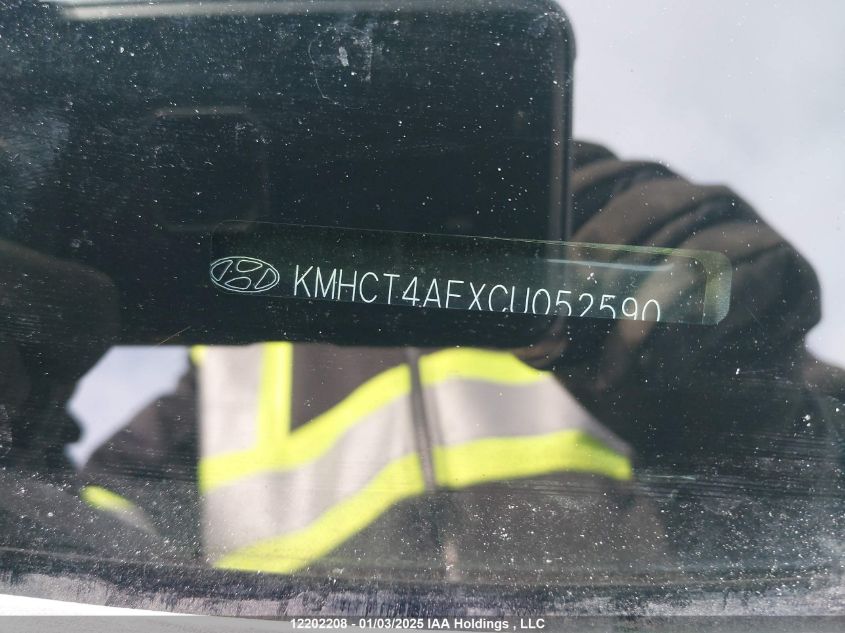 KMHCT4AEXCU052590
12202208 - 01/03/2025 IAA Holdings , LLC